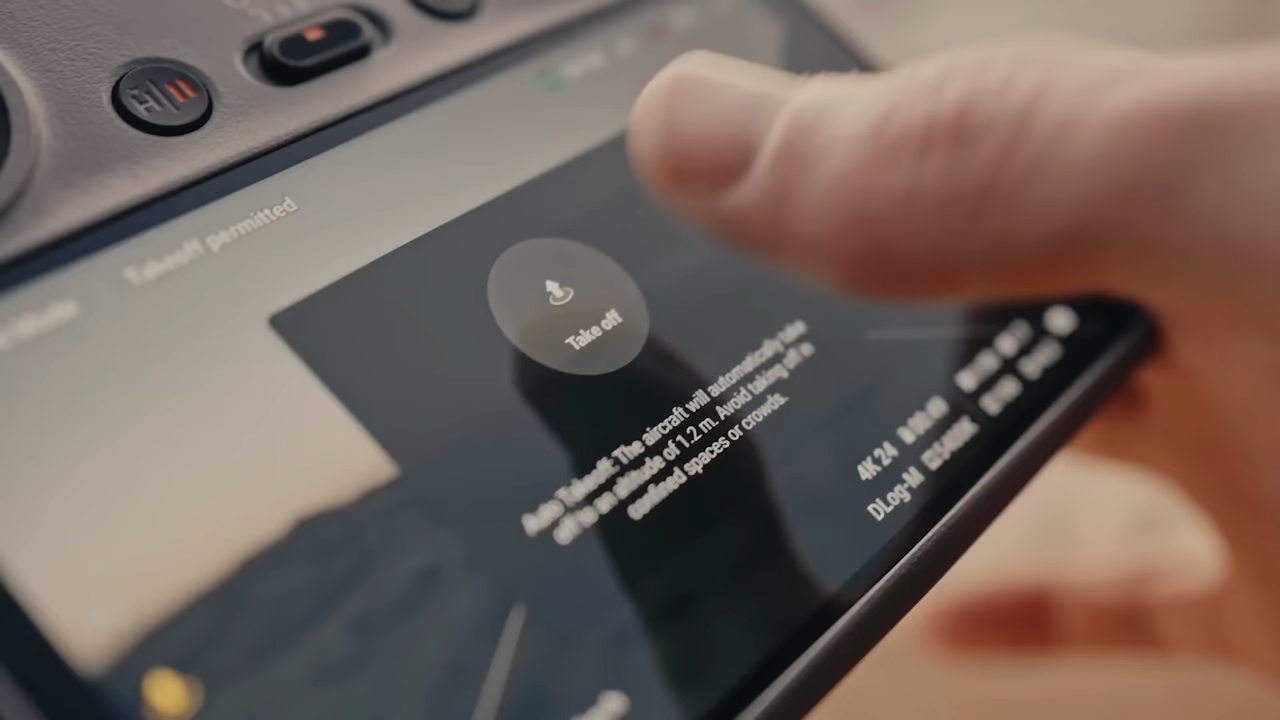 Takeoff permitted
Take off
Auto Takeoff: The aircraft will automatically take
off to an altitude of 1.2 m. Avoid taking off in
confined spaces or crowds.
4K 24
DLog-M 5400K